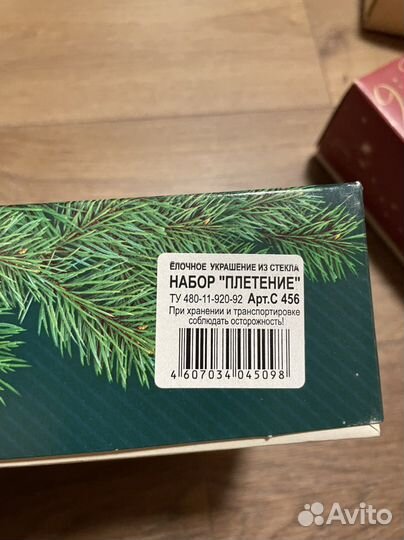 ЁЛОЧНОЕ УКРАШЕНИЕ ИЗ СТЕКЛА
НАБОР "ПЛЕТЕНИЕ"
ТУ 480-11-920-92 Арт.С 456
При хранении и транспортировке
соблюдать осторожность!
4 607034 045098
Avito